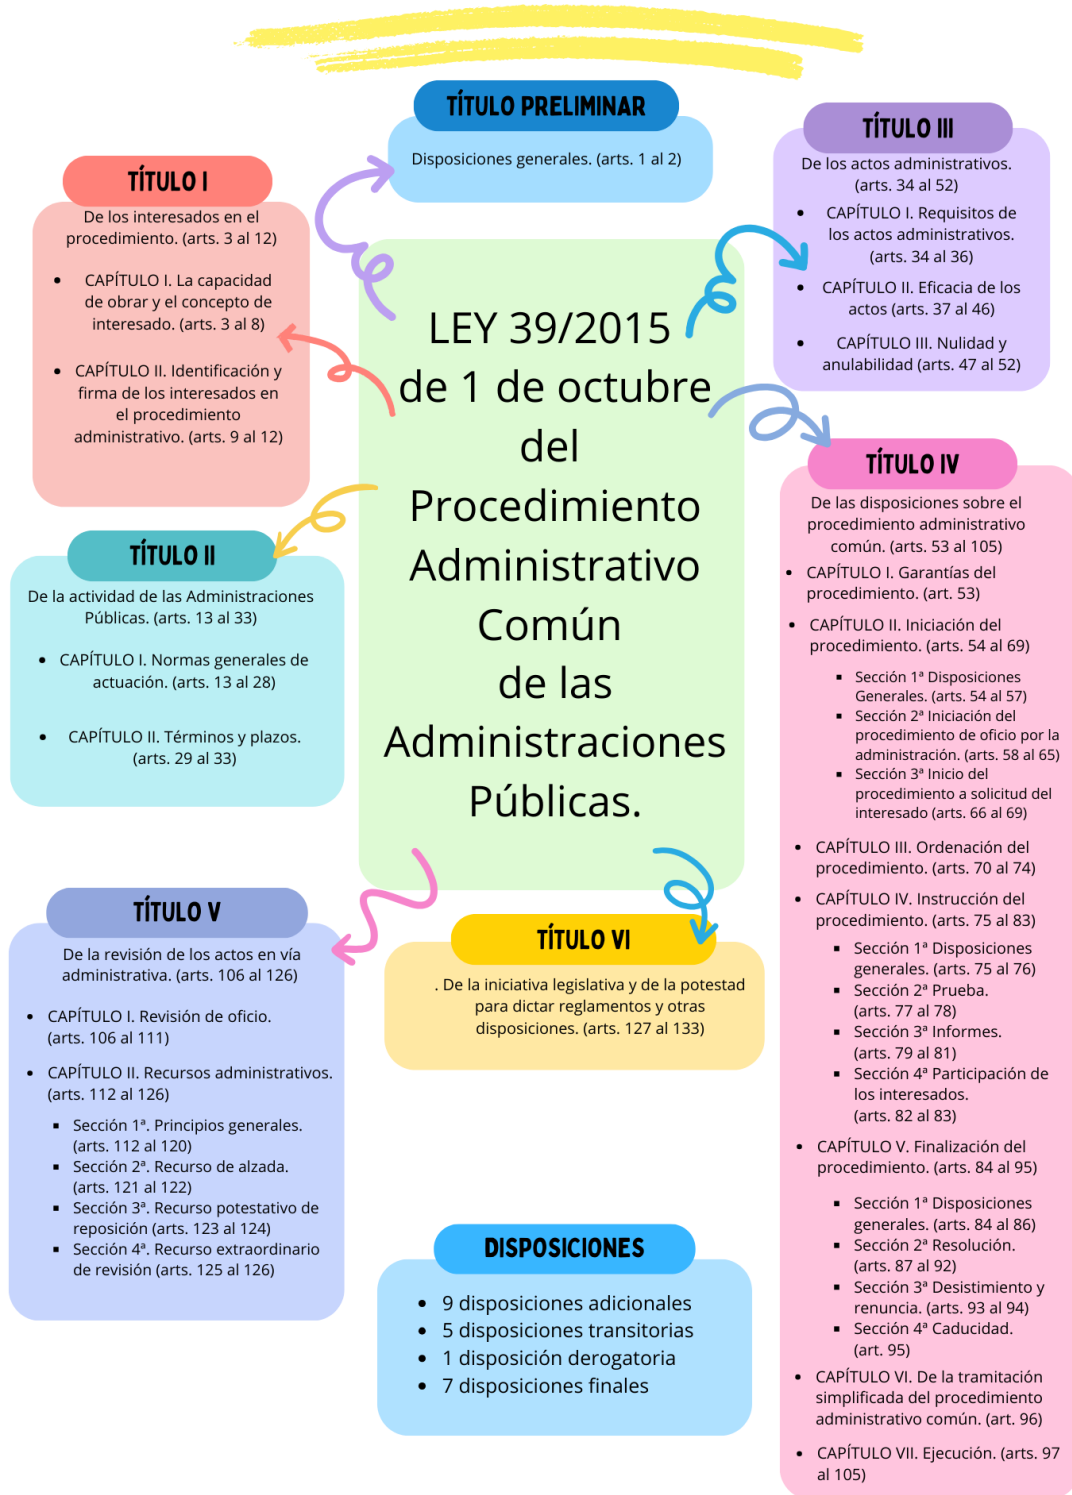 TÍTULO PRELIMINAR
Disposiciones generales. (arts. 1 al 2)
TÍTULO I
De los interesados en el
procedimiento. (arts. 3 al 12)
• CAPÍTULO I. La capacidad
de obrar y el concepto de
interesado. (arts. 3 al 8)
• CAPÍTULO II. Identificación y
firma de los interesados en
el procedimiento
administrativo. (arts. 9 al 12)
TÍTULO II
De la actividad de las Administraciones
Públicas. (arts. 13 al 33)
• CAPÍTULO I. Normas generales de
actuación. (arts. 13 al 28)
• CAPÍTULO II. Términos y plazos.
(arts. 29 al 33)
LEY 39/2015
de 1 de octubre
del
Procedimiento
Administrativo
Común
de las
Administraciones
Públicas.
TÍTULO III
De los actos administrativos.
(arts. 34 al 52)
• CAPÍTULO I. Requisitos de
los actos administrativos.
(arts. 34 al 36)
• CAPÍTULO II. Eficacia de los
actos (arts. 37 al 46)
• CAPÍTULO III. Nulidad y
anulabilidad (arts. 47 al 52)
TÍTULO IV
De las disposiciones sobre el
procedimiento administrativo
común. (arts. 53 al 105)
• CAPÍTULO I. Garantías del
procedimiento. (art. 53)
• CAPÍTULO II. Iniciación del
procedimiento. (arts. 54 al 69)
▪ Sección 1ª Disposiciones
Generales. (arts. 54 al 57)
▪ Sección 2ª Iniciación del
procedimiento de oficio por la
administración. (arts. 58 al 65)
▪ Sección 3ª Inicio del
procedimiento a solicitud del
interesado (arts. 66 al 69)
• CAPÍTULO III. Ordenación del
procedimiento. (arts. 70 al 74)
• CAPÍTULO IV. Instrucción del
procedimiento. (arts. 75 al 83)
▪ Sección 1ª Disposiciones
generales. (arts. 75 al 76)
▪ Sección 2ª Prueba.
(arts. 77 al 78)
▪ Sección 3ª Informes.
(arts. 79 al 81)
▪ Sección 4ª Participación de
los interesados.
(arts. 82 al 83)
• CAPÍTULO V. Finalización del
procedimiento. (arts. 84 al 95)
▪ Sección 1ª Disposiciones
generales. (arts. 84 al 86)
▪ Sección 2ª Resolución.
(arts. 87 al 92)
▪ Sección 3ª Desistimiento y
renuncia. (arts. 93 al 94)
▪ Sección 4ª Caducidad.
(art. 95)
• CAPÍTULO VI. De la tramitación
simplificada del procedimiento
administrativo común. (art. 96)
• CAPÍTULO VII. Ejecución. (arts. 97
al 105)
TÍTULO V
De la revisión de los actos en vía
administrativa. (arts. 106 al 126)
• CAPÍTULO I. Revisión de oficio.
(arts. 106 al 111)
• CAPÍTULO II. Recursos administrativos.
(arts. 112 al 126)
▪ Sección 1ª. Principios generales.
(arts. 112 al 120)
▪ Sección 2ª. Recurso de alzada.
(arts. 121 al 122)
▪ Sección 3ª. Recurso potestativo de
reposición (arts. 123 al 124)
▪ Sección 4ª. Recurso extraordinario
de revisión (arts. 125 al 126)
TÍTULO VI
. De la iniciativa legislativa y de la potestad
para dictar reglamentos y otras
disposiciones. (arts. 127 al 133)
DISPOSICIONES
• 9 disposiciones adicionales
• 5 disposiciones transitorias
• 1 disposición derogatoria
• 7 disposiciones finales